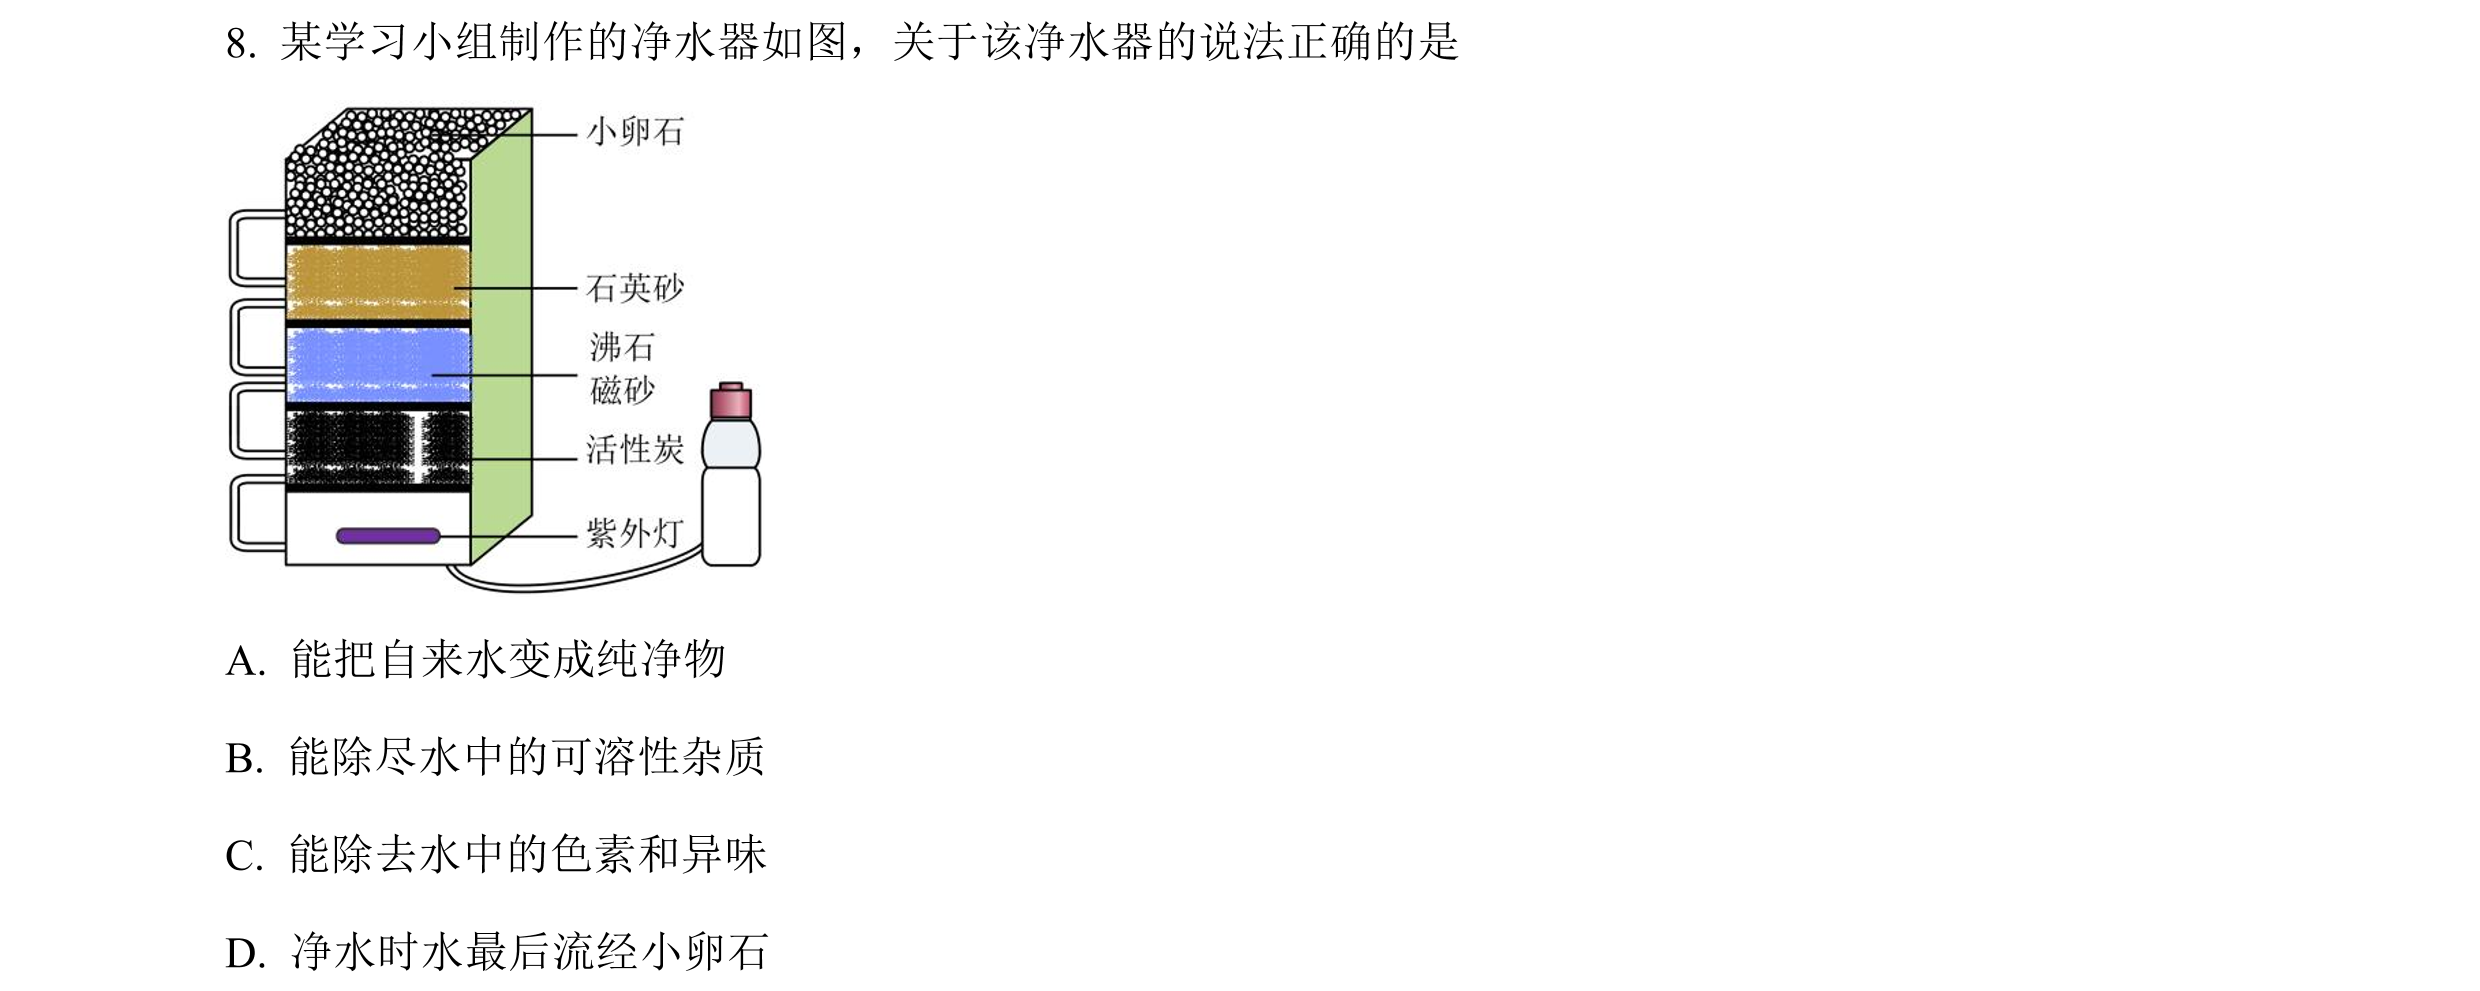 8. 某学习小组制作的净水器如图，关于该净水器的说法正确的是
小卵石
石英砂
沸石
磁砂
活性炭
紫外灯
A. 能把自来水变成纯净物
B. 能除尽水中的可溶性杂质
C. 能除去水中的色素和异味
D. 净水时水最后流经小卵石